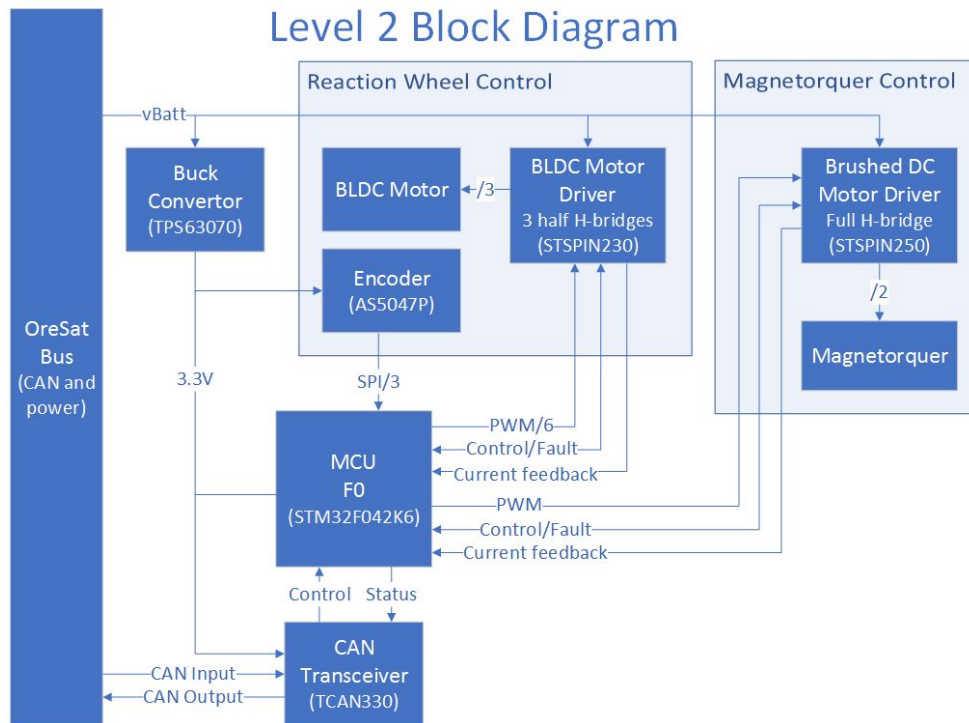 Level 2 Block Diagram
Reaction Wheel Control
Magnetorquer Control
vBatt
Buck
Convertor
(TPS63070)
BLDC Motor
/3
BLDC Motor
Driver
3 half H-bridges
(STSPIN230)
Brushed DC
Motor Driver
Full H-bridge
(STSPIN250)
Encoder
(AS5047P)
/2
Magnetorquer
OreSat
Bus
(CAN and
power)
3.3V
SPI/3
MCU
F0
(STM32F042K6)
PWM/6
Control/Fault
Current feedback
PWM
Control/Fault
Current feedback
Control
Status
CAN
Transceiver
(TCAN330)
CAN Input
CAN Output